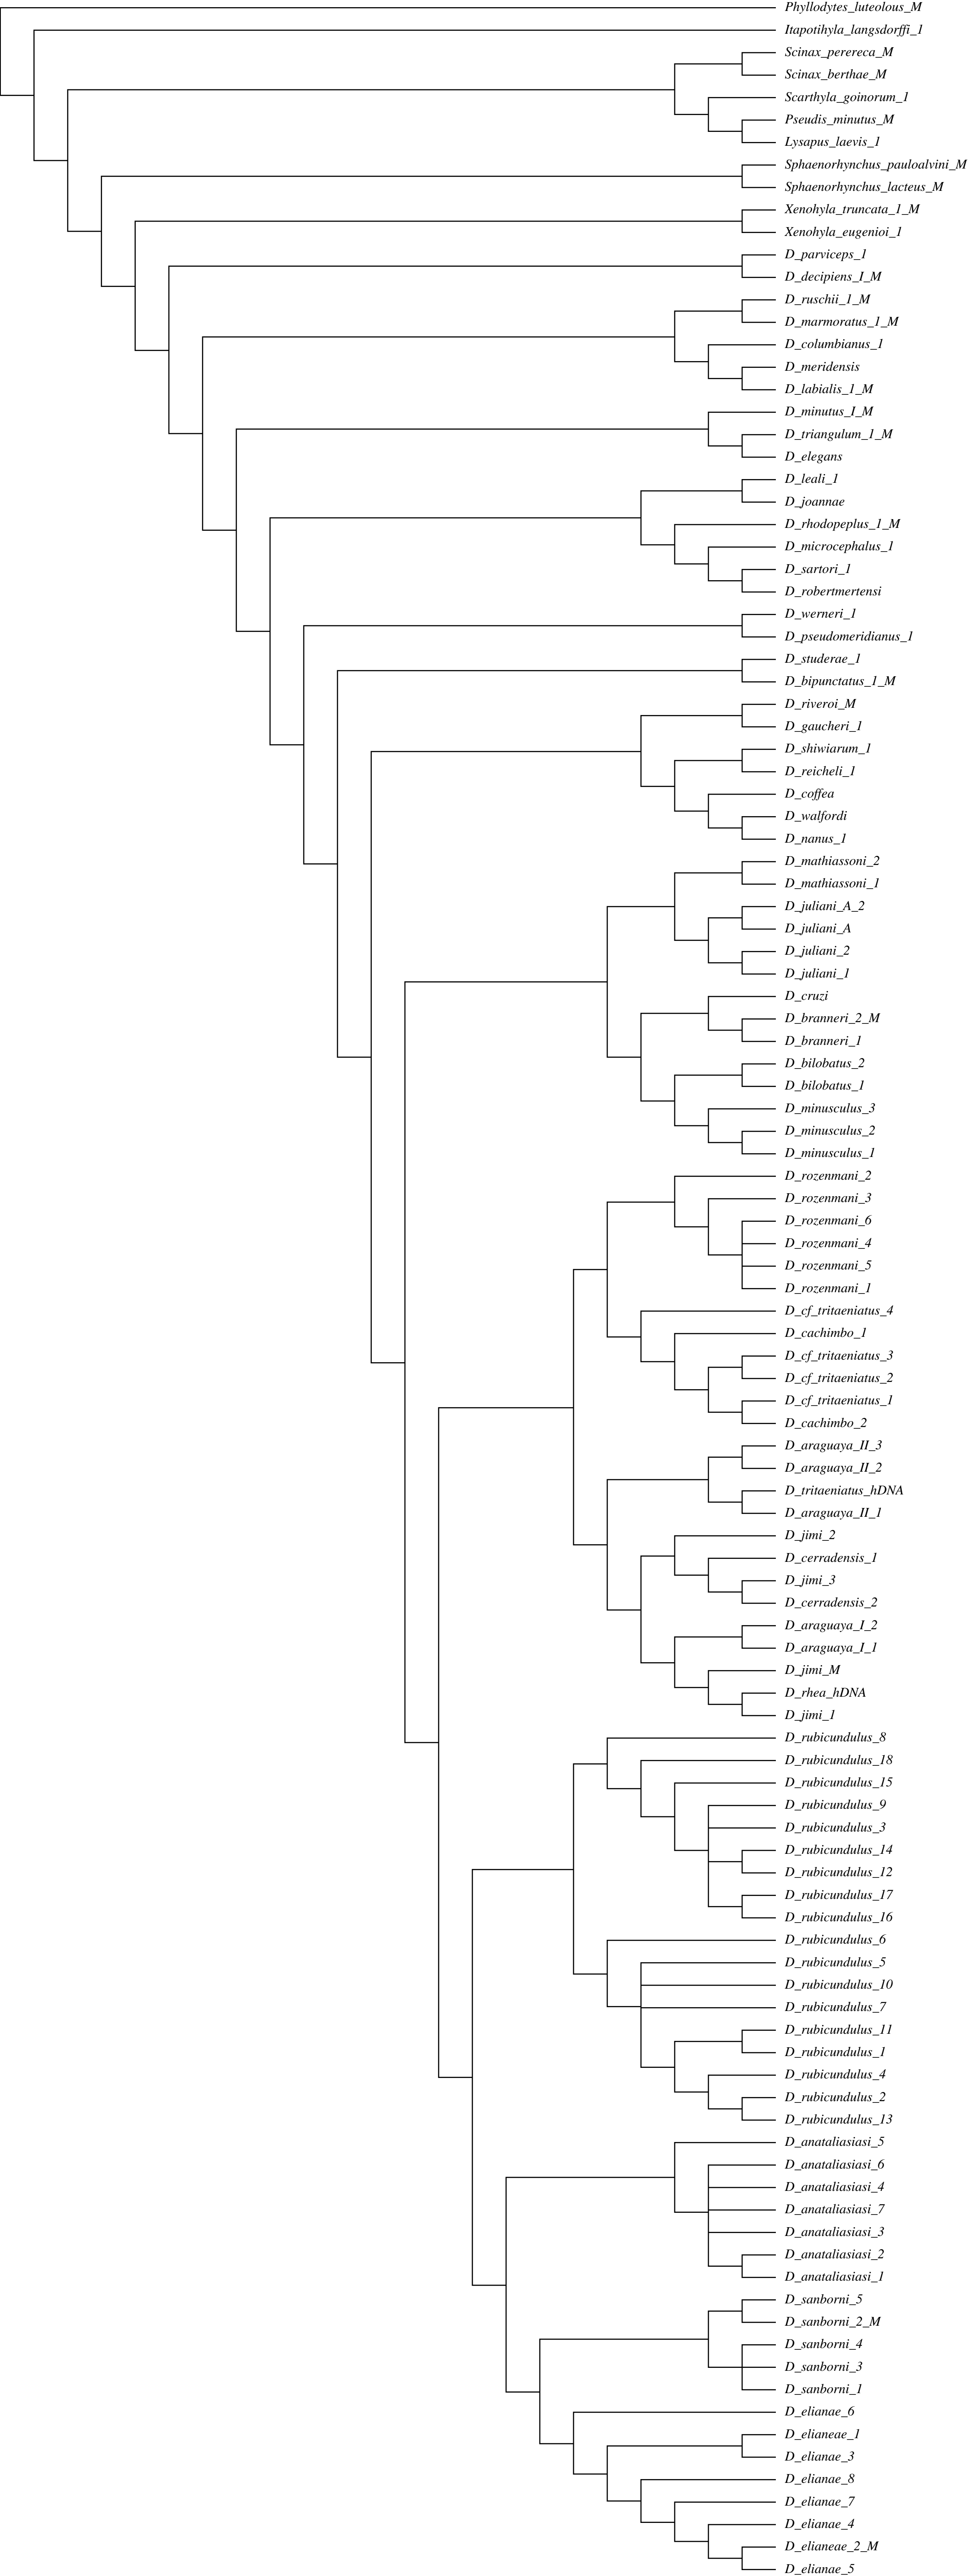 Phyllodytes_luteolous_M
Itapotihyla_langsdorffi_1
Scinax_perereca_M
Scinax_berthae_M
Scarthyla_goinorum_1
Pseudis_minutus_M
Lysapus_laevis_1
Sphaenorhynchus_pauloalvini_M
Sphaenorhynchus_lacteus_M
Xenohyla_truncata_1_M
Xenohyla_eugenioi_1
D_parviceps_1
D_decipiens_I_M
D_ruschii_1_M
D_marmoratus_1_M
D_columbianus_1
D_meridensis
D_labialis_1_M
D_minutus_I_M
D_triangulum_1_M
D_elegans
D_leali_1
D_joannae
D_rhodopeplus_1_M
D_microcephalus_1
D_sartori_1
D_robertmertensi
D_werneri_1
D_pseudomeridianus_1
D_studerae_1
D_bipunctatus_1_M
D_riveroi_M
D_gaucheri_1
D_shiwiarum_1
D_reicheli_1
D_coffea
D_walfordi
D_nanus_1
D_mathiassoni_2
D_mathiassoni_1
D_juliani_A_2
D_juliani_A
D_juliani_2
D_juliani_1
D_cruzi
D_branneri_2_M
D_branneri_1
D_bilobatus_2
D_bilobatus_1
D_minusculus_3
D_minusculus_2
D_minusculus_1
D_rozenmani_2
D_rozenmani_3
D_rozenmani_6
D_rozenmani_4
D_rozenmani_5
D_rozenmani_1
D_cf_tritaeniatus_4
D_cachimbo_1
D_cf_tritaeniatus_3
D_cf_tritaeniatus_2
D_cf_tritaeniatus_1
D_cachimbo_2
D_araguaya_II_3
D_araguaya_II_2
D_tritaeniatus_hDNA
D_araguaya_II_1
D_jimi_2
D_cerradensis_1
D_jimi_3
D_cerradensis_2
D_araguaya_I_2
D_araguaya_I_1
D_jimi_M
D_rhea_hDNA
D_jimi_1
D_rubicundulus_8
D_rubicundulus_18
D_rubicundulus_15
D_rubicundulus_9
D_rubicundulus_3
D_rubicundulus_14
D_rubicundulus_12
D_rubicundulus_17
D_rubicundulus_16
D_rubicundulus_6
D_rubicundulus_5
D_rubicundulus_10
D_rubicundulus_7
D_rubicundulus_11
D_rubicundulus_1
D_rubicundulus_4
D_rubicundulus_2
D_rubicundulus_13
D_anataliasiasi_5
D_anataliasiasi_6
D_anataliasiasi_4
D_anataliasiasi_7
D_anataliasiasi_3
D_anataliasiasi_2
D_anataliasiasi_1
D_sanborni_5
D_sanborni_2_M
D_sanborni_4
D_sanborni_3
D_sanborni_1
D_elianae_6
D_elianeae_1
D_elianae_3
D_elianae_8
D_elianae_7
D_elianae_4
D_elianeae_2_M
D_elianae_5